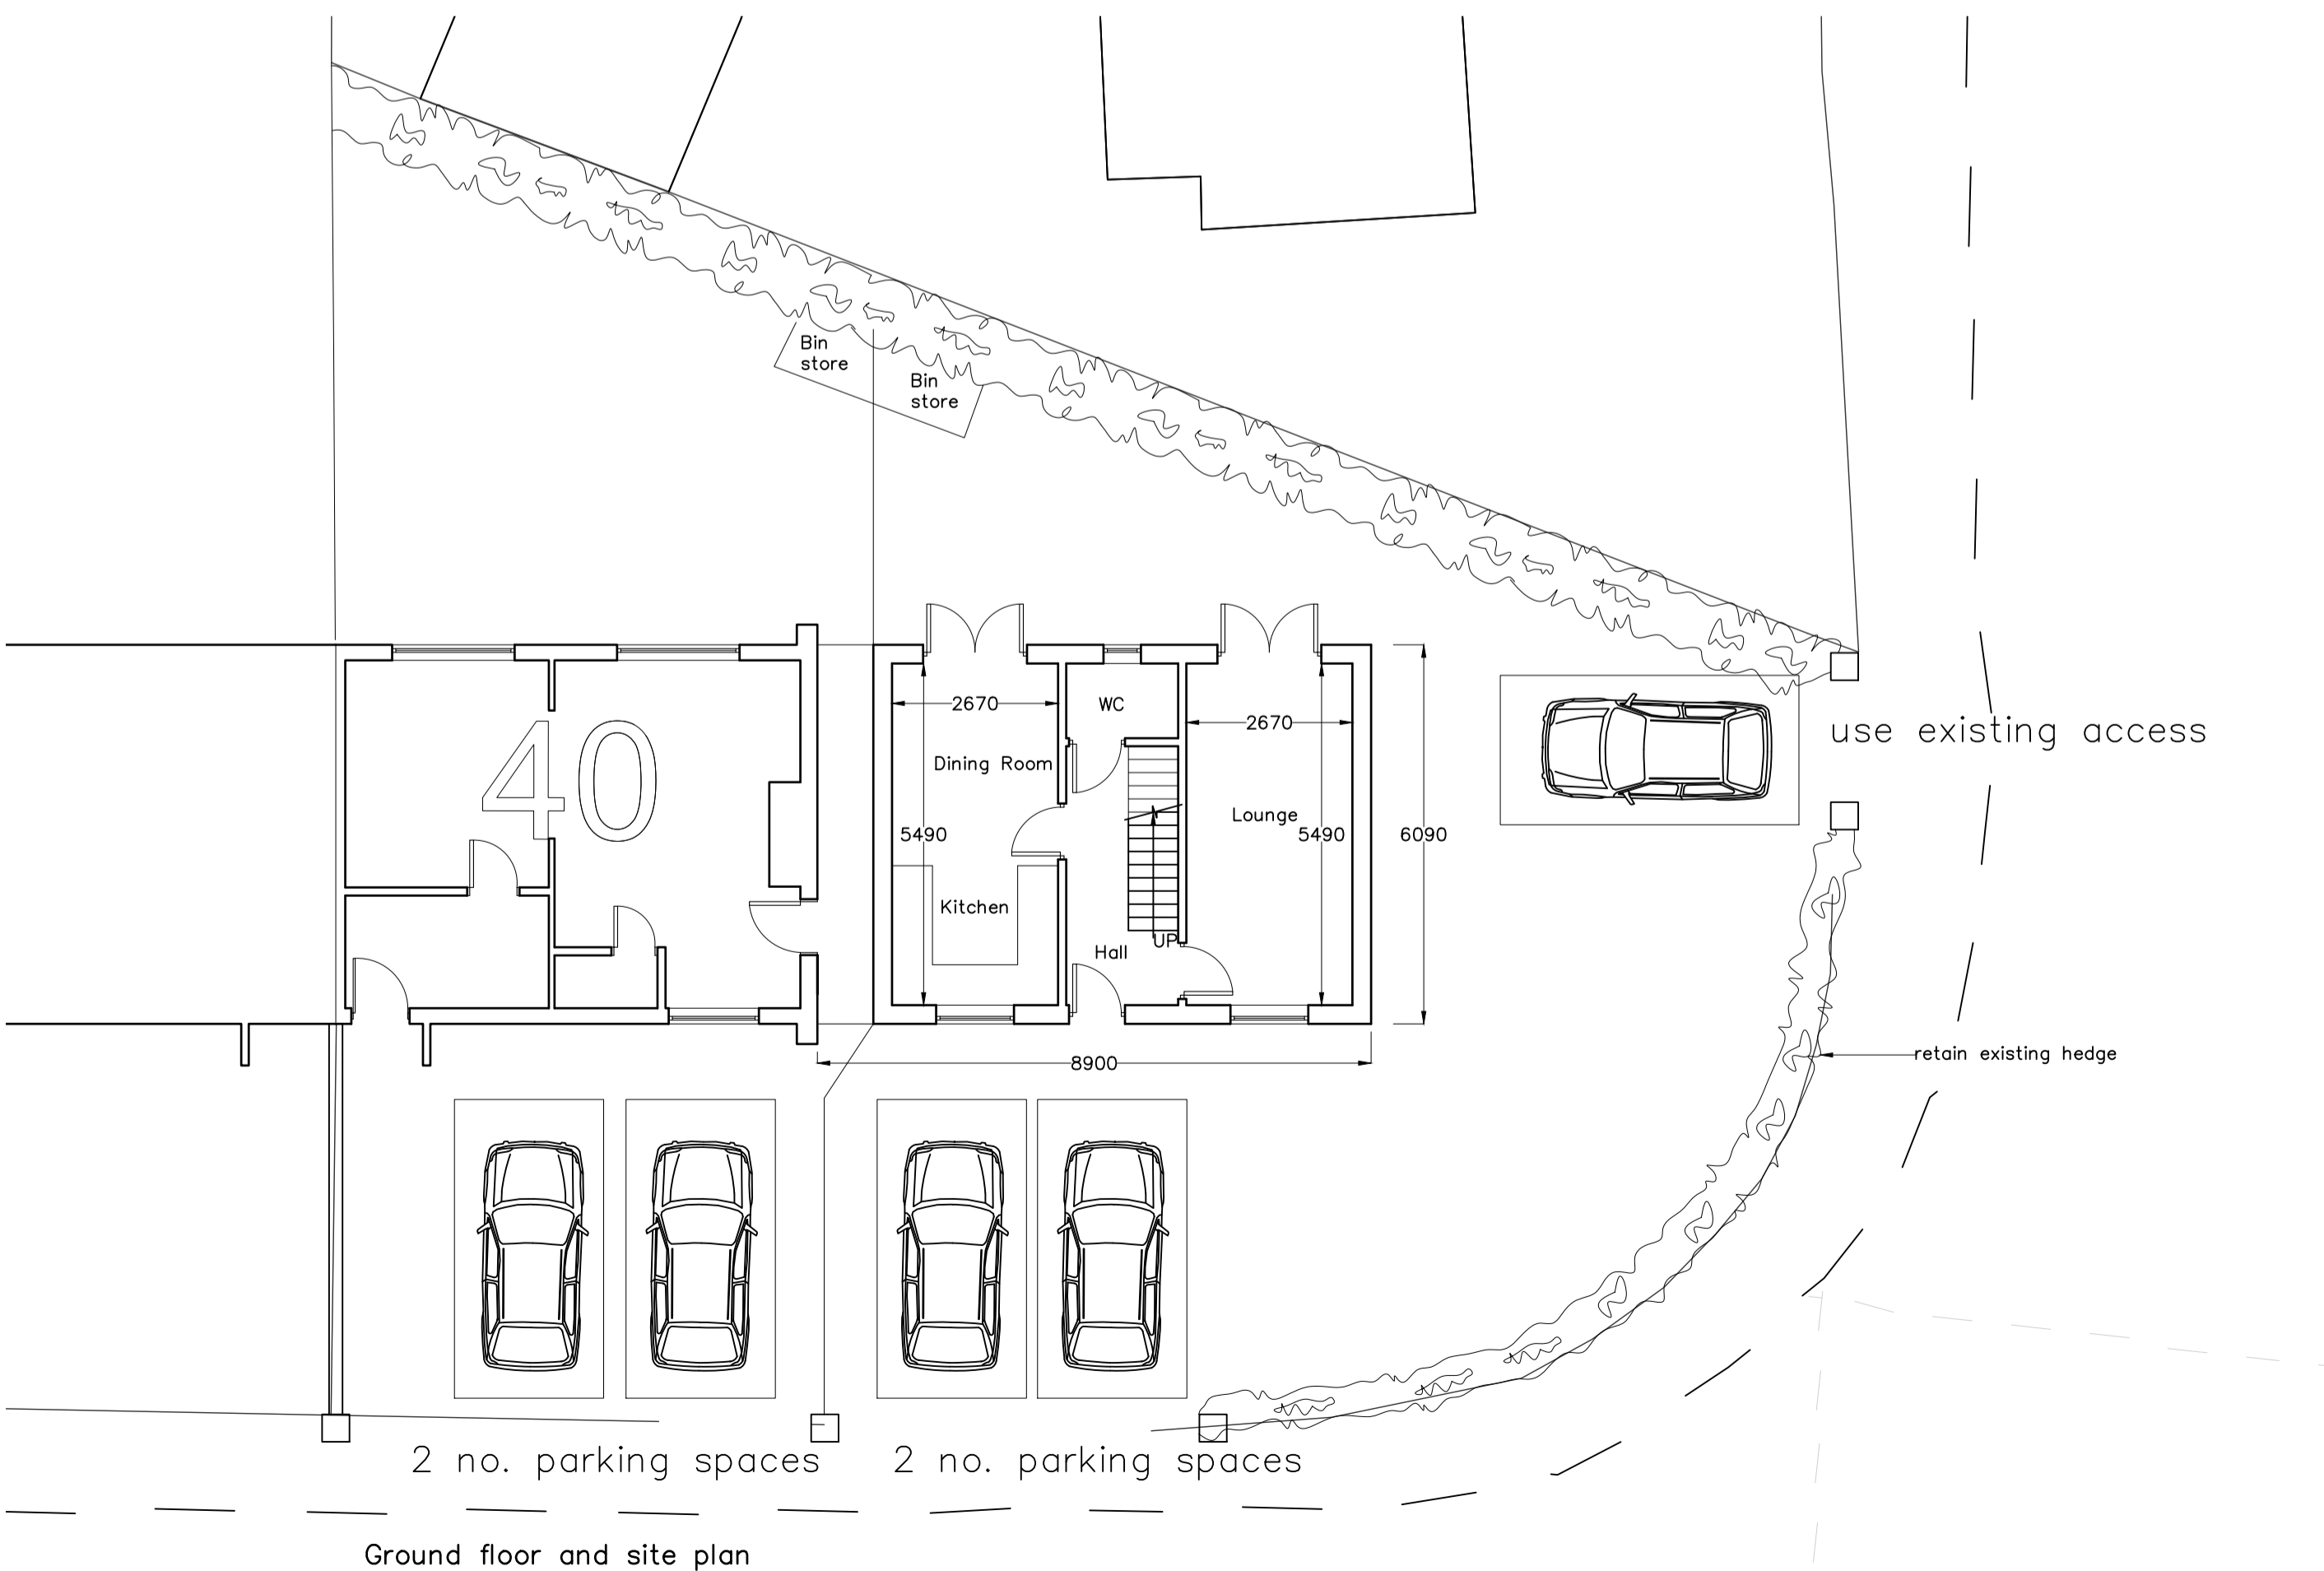 Bin
store
Bin
store
2670
WC
2670
use existing access
40
Dining Room
Lounge
5490
5490
6090
Kitchen
UP
Hall
retain existing hedge
8900
2 no. parking spaces
2 no. parking spaces
Ground floor and site plan